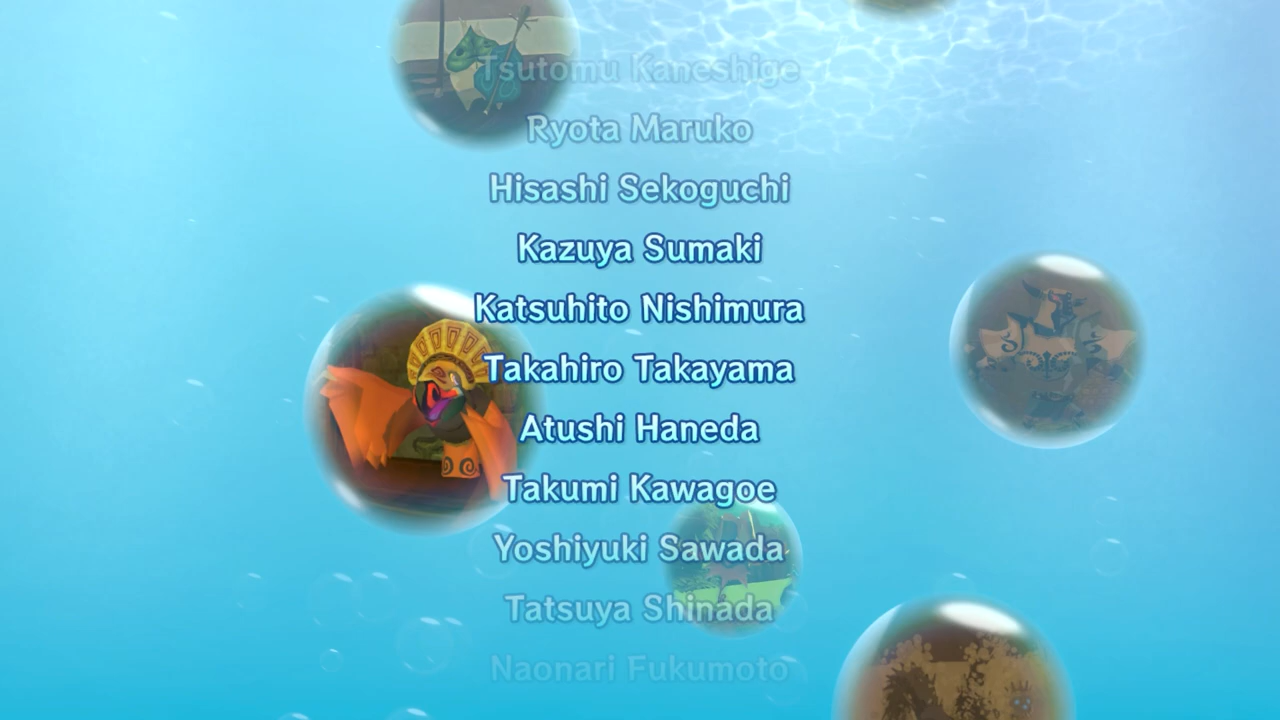 Tsutomu Kaneshige
Ryota Maruko
Hisashi Sekoguchi
Kazuya Sumaki
Katsuhito Nishimura
Takahiro Takayama
Atushi Haneda
Takumi Kawagoe
Yoshiyuki Sawada
Tatsuya Shinada
Naonari Fukumoto